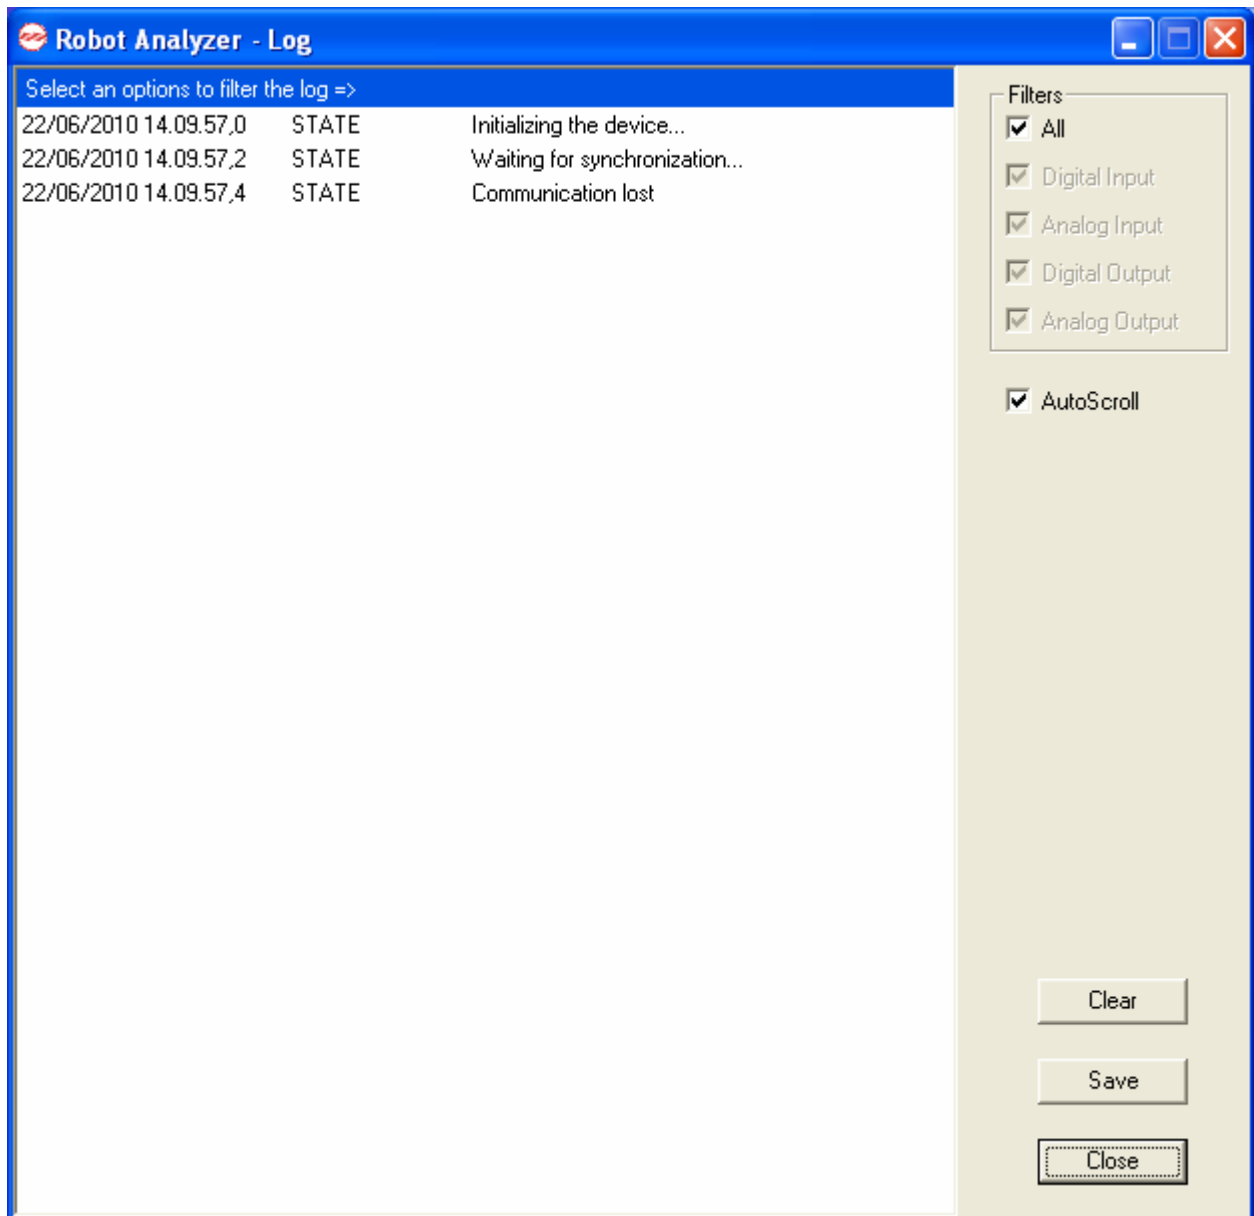 Robot Analyzer - Log
Select an options to filter the log =>
22/06/2010 14.09.57,0 STATE Initializing the device...
22/06/2010 14.09.57,2 STATE Waiting for synchronization...
22/06/2010 14.09.57,4 STATE Communication lost
Filters
All
Digital Input
Analog Input
Digital Output
Analog Output
AutoScroll
Clear
Save
Close